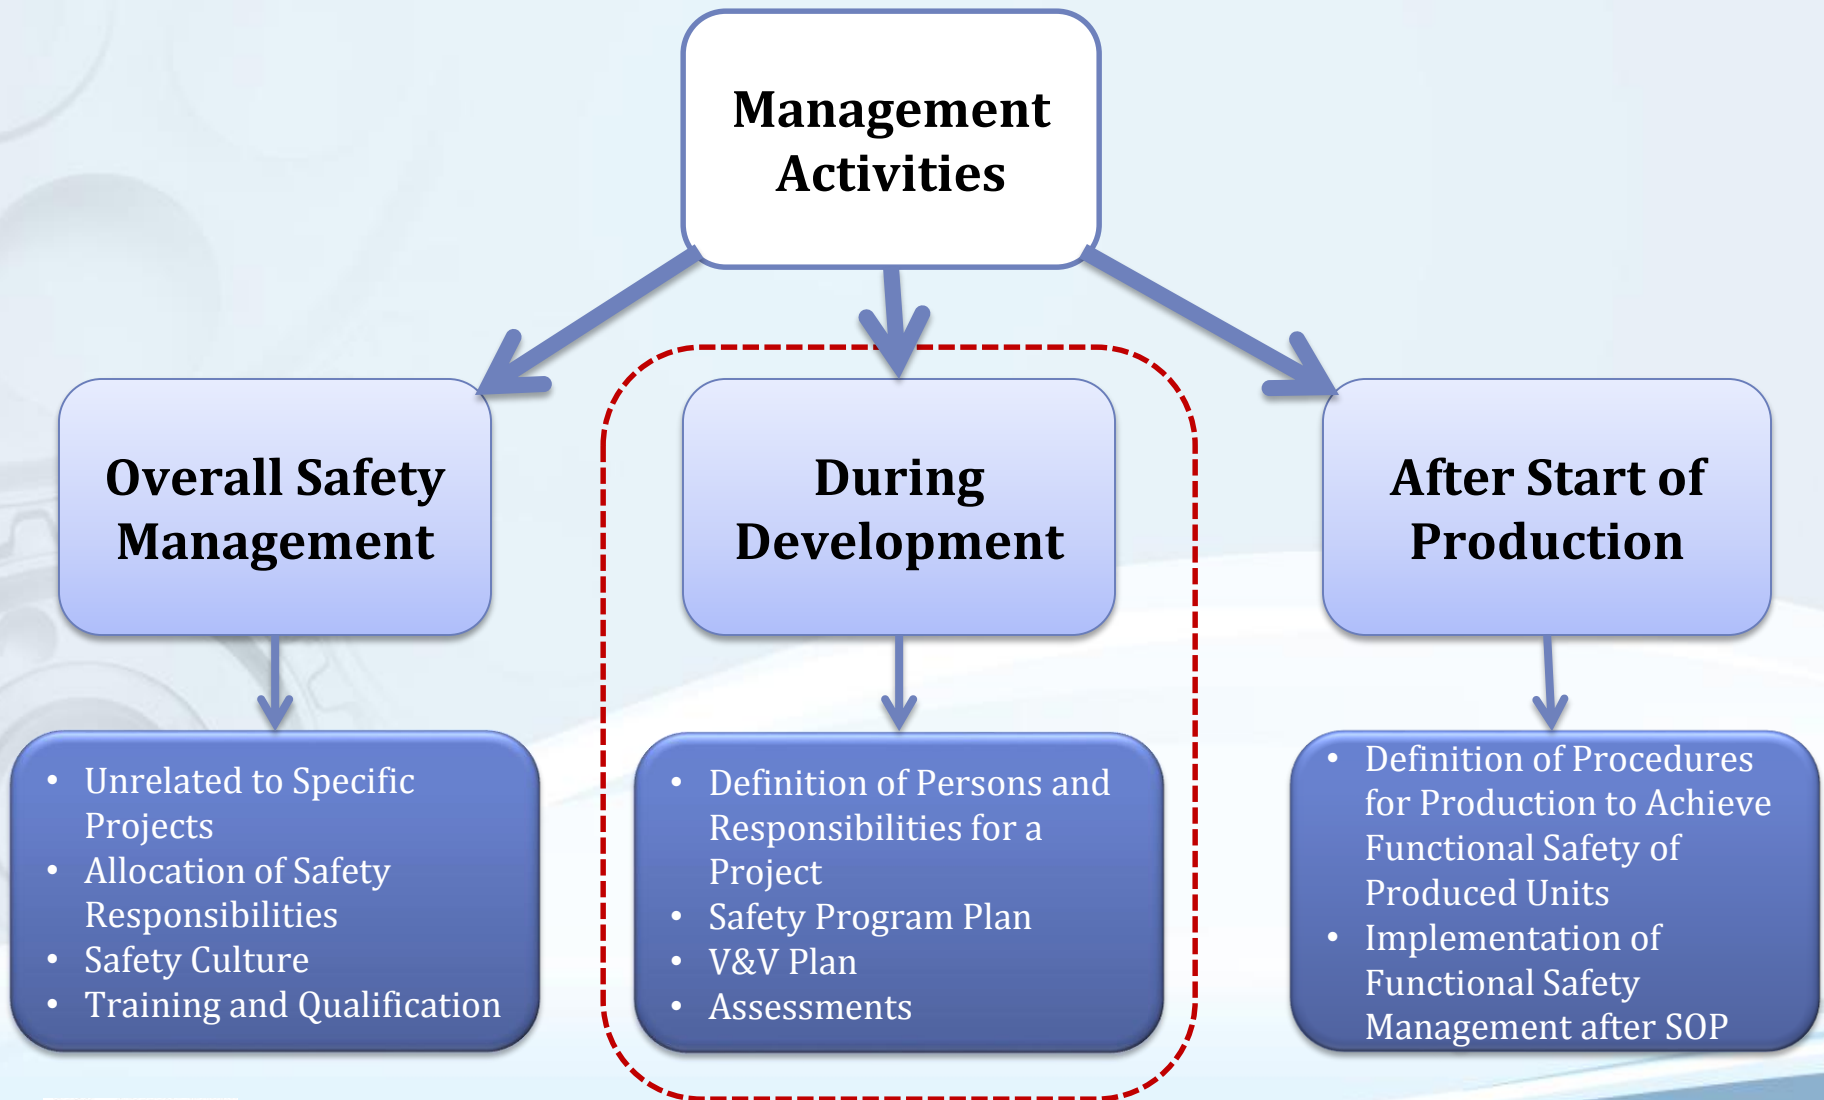 Management
Activities
Overall Safety
Management
During
Development
After Start of
Production
• Unrelated to Specific
Projects
• Allocation of Safety
Responsibilities
• Safety Culture
• Training and Qualification
• Definition of Persons and
Responsibilities for a
Project
• Safety Program Plan
• V&V Plan
• Assessments
• Definition of Procedures
for Production to Achieve
Functional Safety of
Produced Units
• Implementation of
Functional Safety
Management after SOP